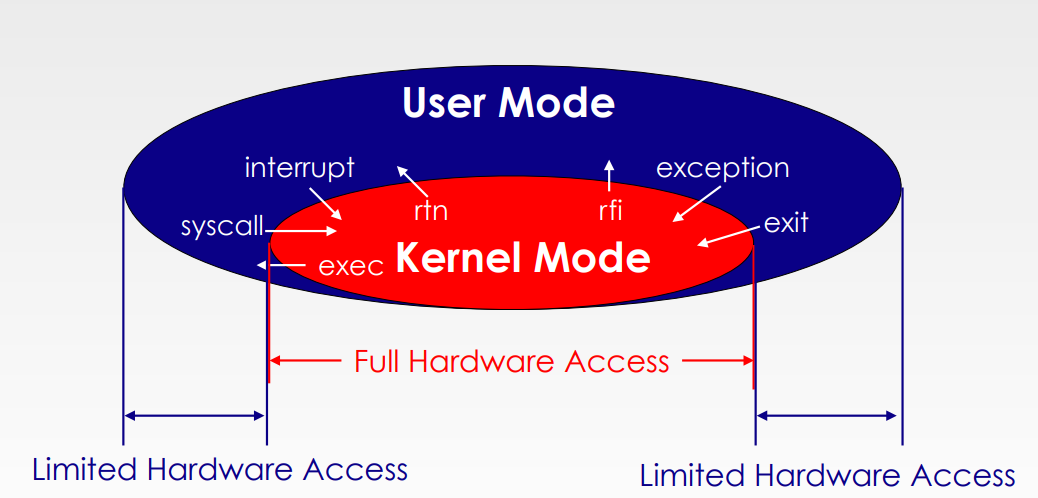 User Mode
interrupt
exception
rtn
rfi
syscall
exit
exec
Kernel Mode
Full Hardware Access
Limited Hardware Access
Limited Hardware Access